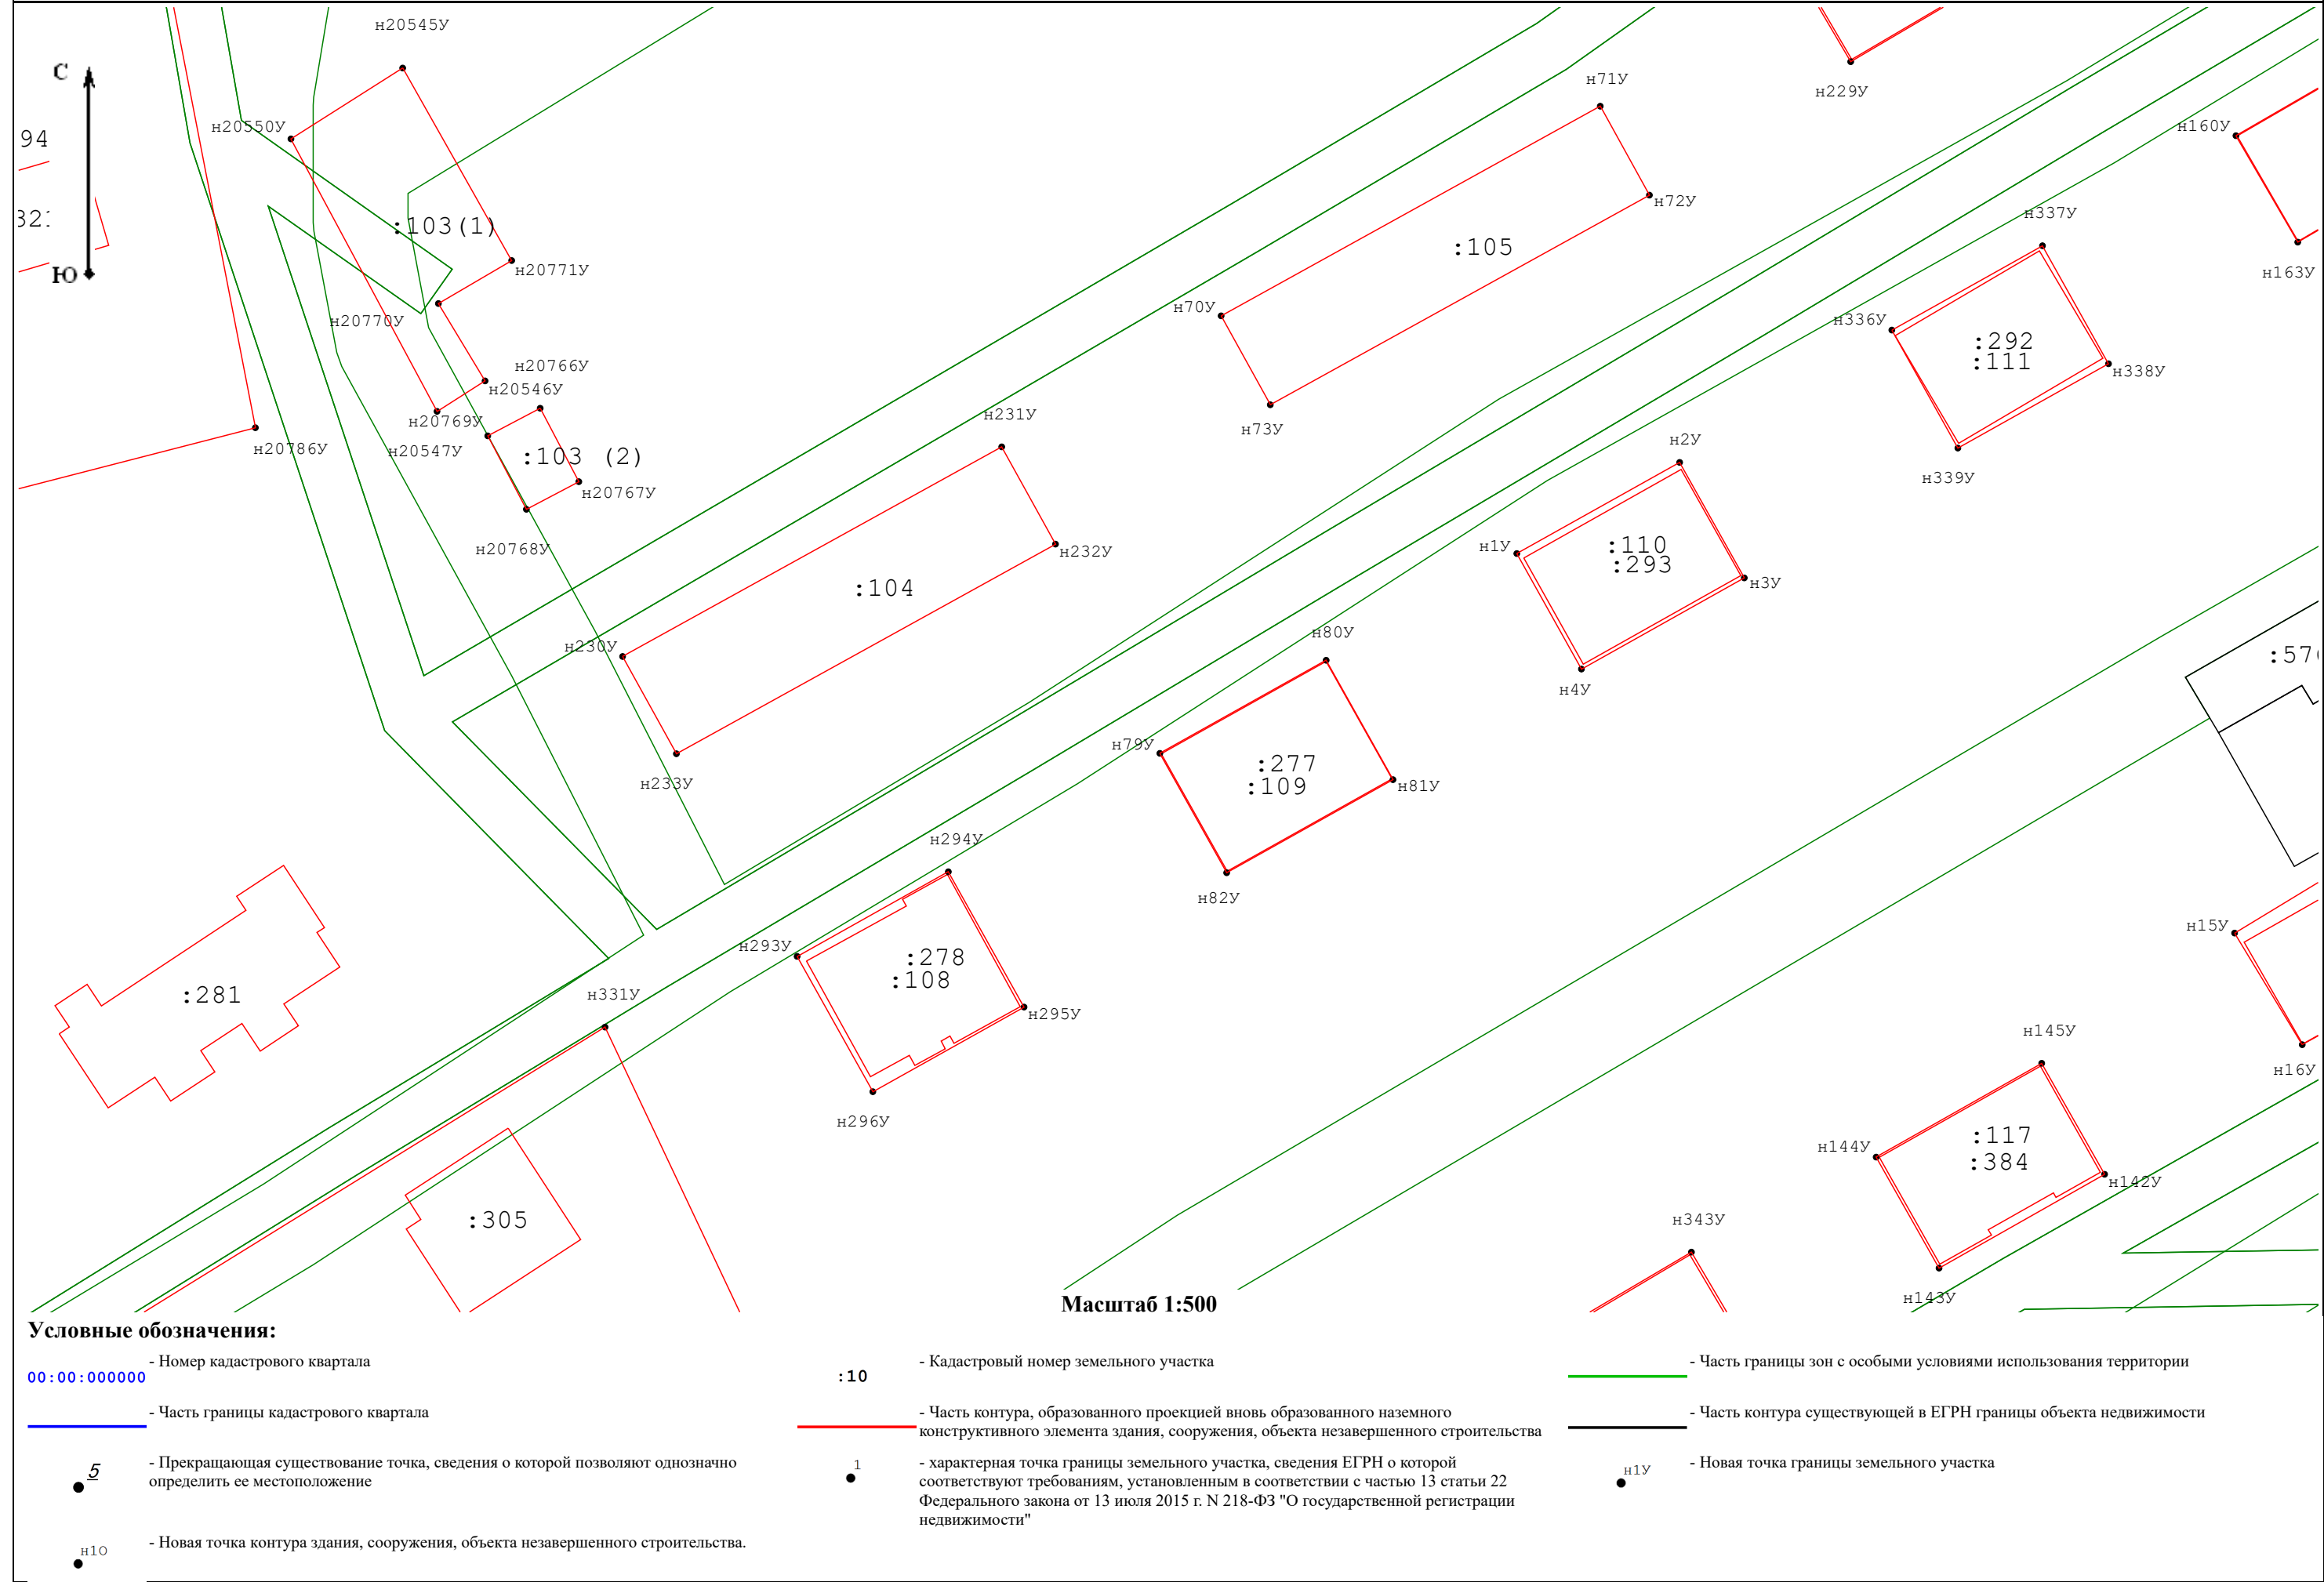 н20545У
С
н71У
н229У
н20550У
94
н160У
н72У
:103(1)
н337У
:105
Ю
н20771У
н163У
н70У
н20770У
н336У
:292
:111
н20766У
н338У
н20546У
н231У
н20769У
н73У
н2У
н20786У
н20547У
:103 (2)
н339У
н20767У
н20768У
н232У
н1У
:110
:293
н3У
:104
н80У
н230У
н4У
н79У
:277
:109
н233У
н81У
н294У
н82У
н15У
н293У
:278
:108
:281
н331У
н295У
н145У
н16У
н296У
:117
н144У
:384
н142У
:305
н343У
н143У
Масштаб 1:500
Условные обозначения:
00:00:000000 - Номер кадастрового квартала
:10 - Кадастровый номер земельного участка
- Часть границы зон с особыми условиями использования территории
- Часть границы кадастрового квартала
- Часть контура, образованного проекцией вновь образованного наземного
конструктивного элемента здания, сооружения, объекта незавершенного строительства
- Часть контура существующей в ЕГРН границы объекта недвижимости
5 - Прекращающая существование точка, сведения о которой позволяют однозначно
определить ее местоположение
1 - характерная точка границы земельного участка, сведения ЕГРН о которой
соответствуют требованиям, установленным в соответствии с частью 13 статьи 22
Федерального закона от 13 июля 2015 г. N 218-ФЗ "О государственной регистрации
недвижимости"
н1У - Новая точка границы земельного участка
н1О - Новая точка контура здания, сооружения, объекта незавершенного строительства.